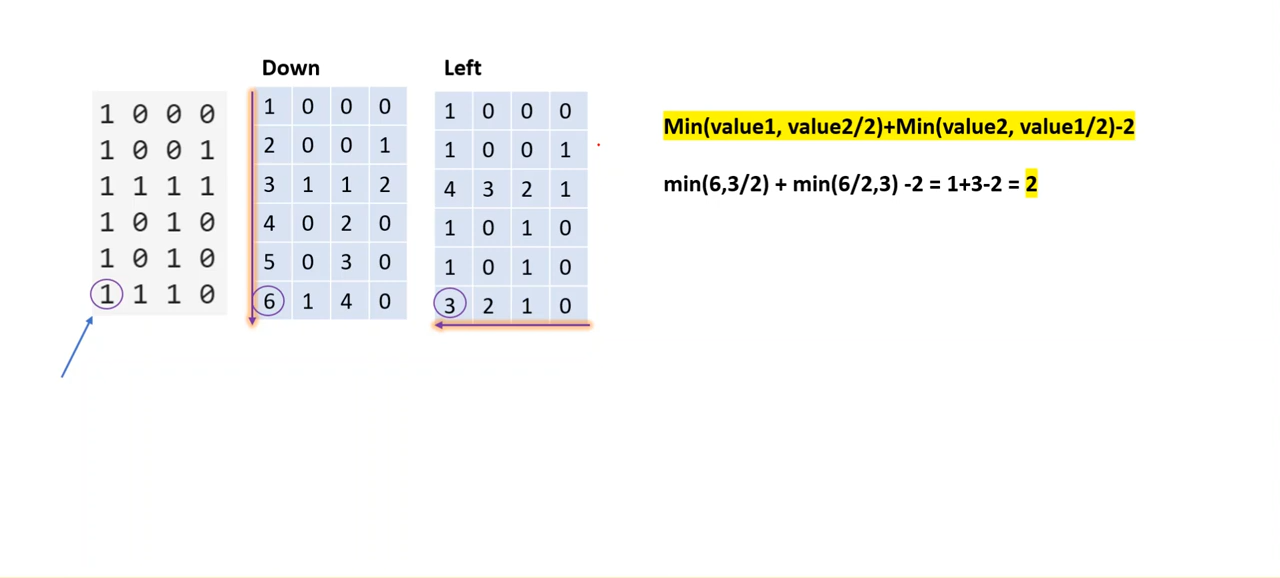 Down
Left
1 0 0 0
1 0 0 1
1 1 1 1
1 0 1 0
1 0 1 0
1 1 1 0
1 0 0 0
2 0 0 1
3 1 1 2
4 0 2 0
5 0 3 0
6 1 4 0
1 0 0 0
1 0 0 1
4 3 2 1
1 0 1 0
1 0 1 0
3 2 1 0
Min(value1, value2/2)+Min(value2, value1/2)-2
min(6,3/2) + min(6/2,3) -2 = 1+3-2 = 2